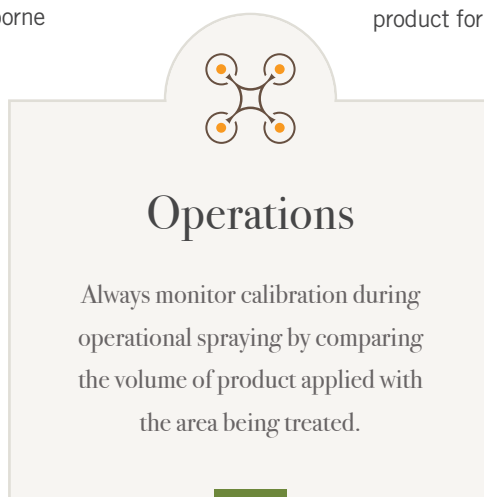 product for
Operations
Always monitor calibration during
operational spraying by comparing
the volume of product applied with
the area being treated.